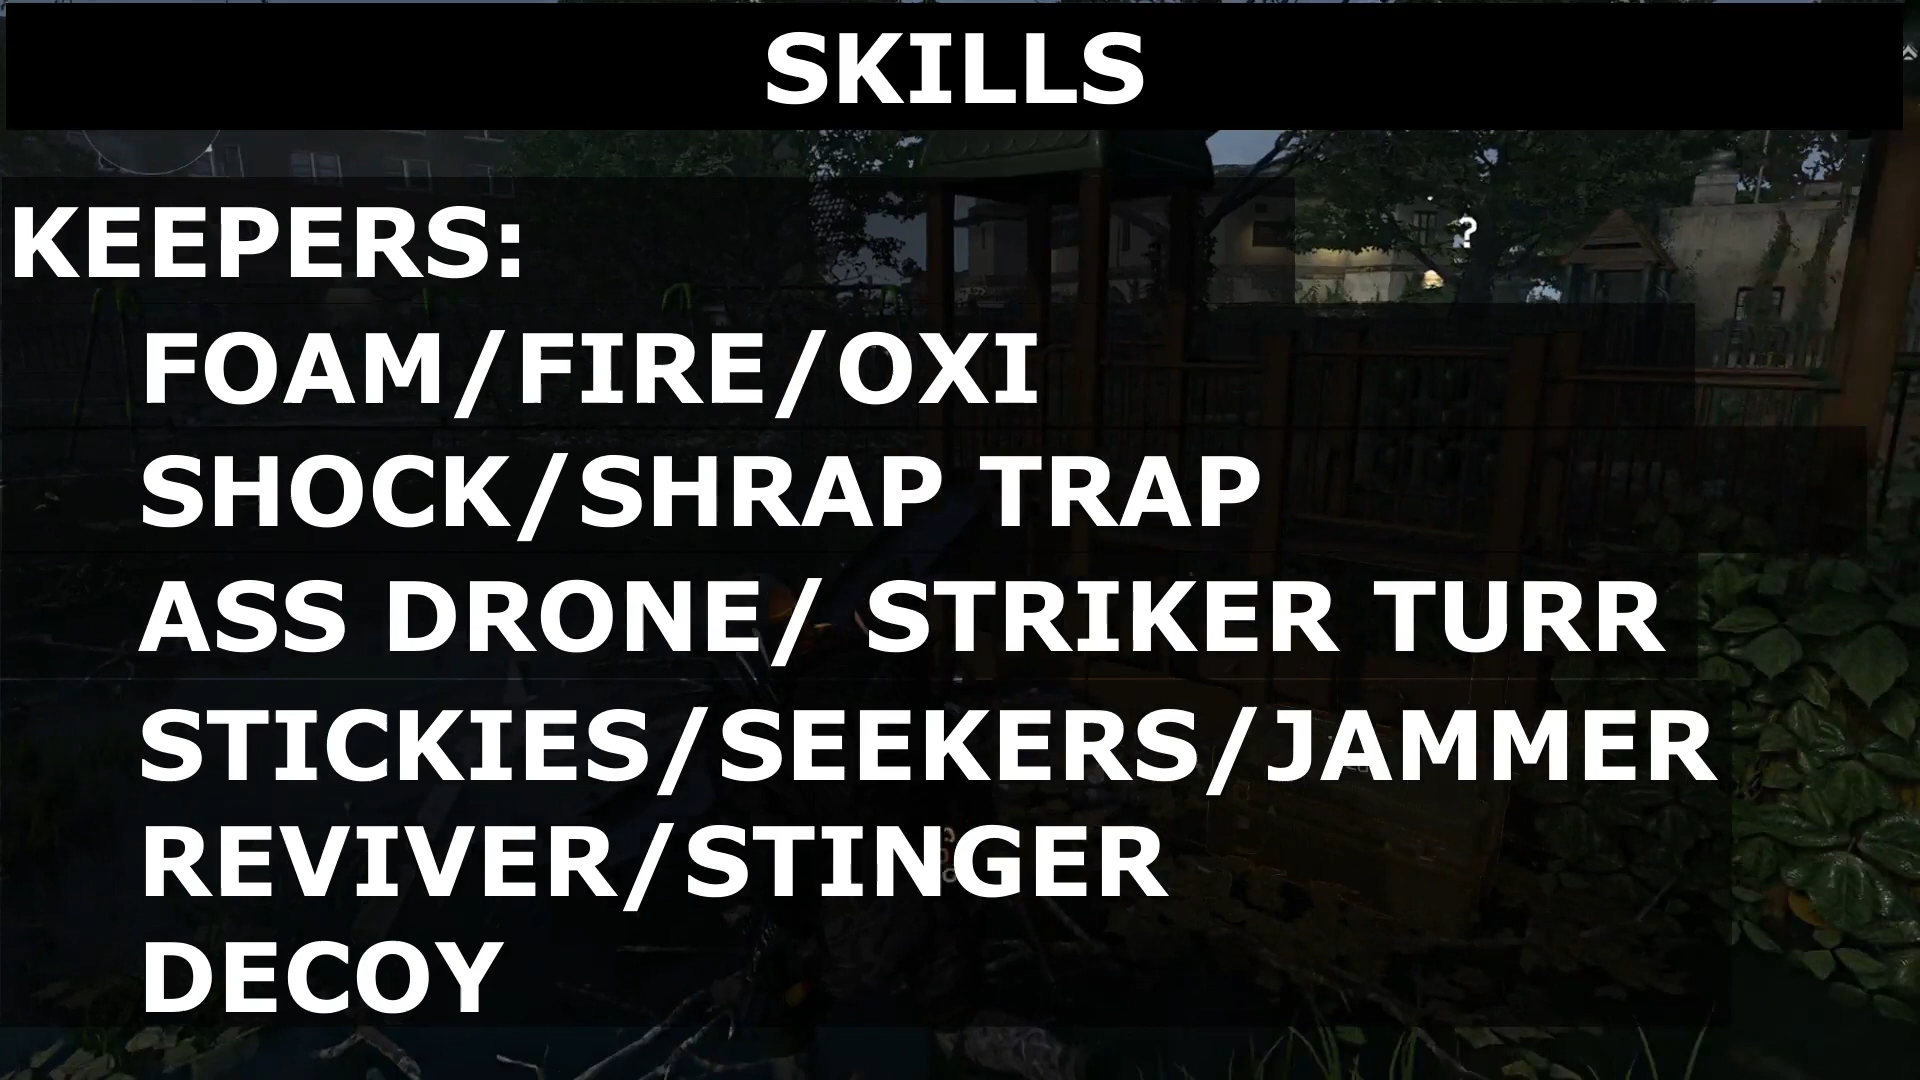 SKILLS
KEEPERS:
?
FOAM/FIRE/OXI
SHOCK/SHRAP TRAP
ASS DRONE/ STRIKER TURR
STICKIES/SEEKERS/JAMMER
REVIVER/STINGER
DECOY